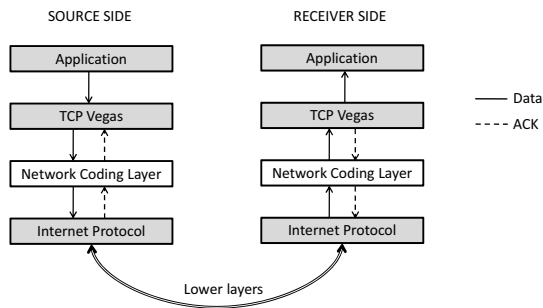 SOURCE SIDE
RECEIVER SIDE
Application
Application
TCP Vegas
TCP Vegas
Data
ACK
Network Coding Layer
Network Coding Layer
Internet Protocol
Internet Protocol
Lower layers